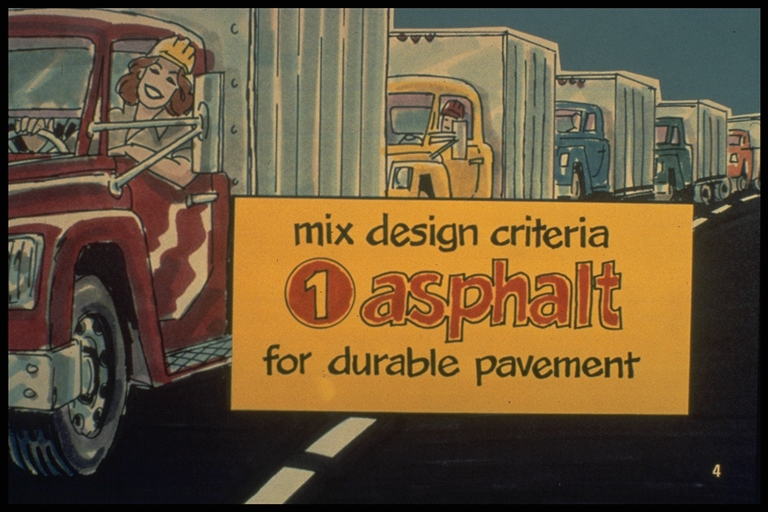 mix design criteria
1 asphalt
for durable pavement
4